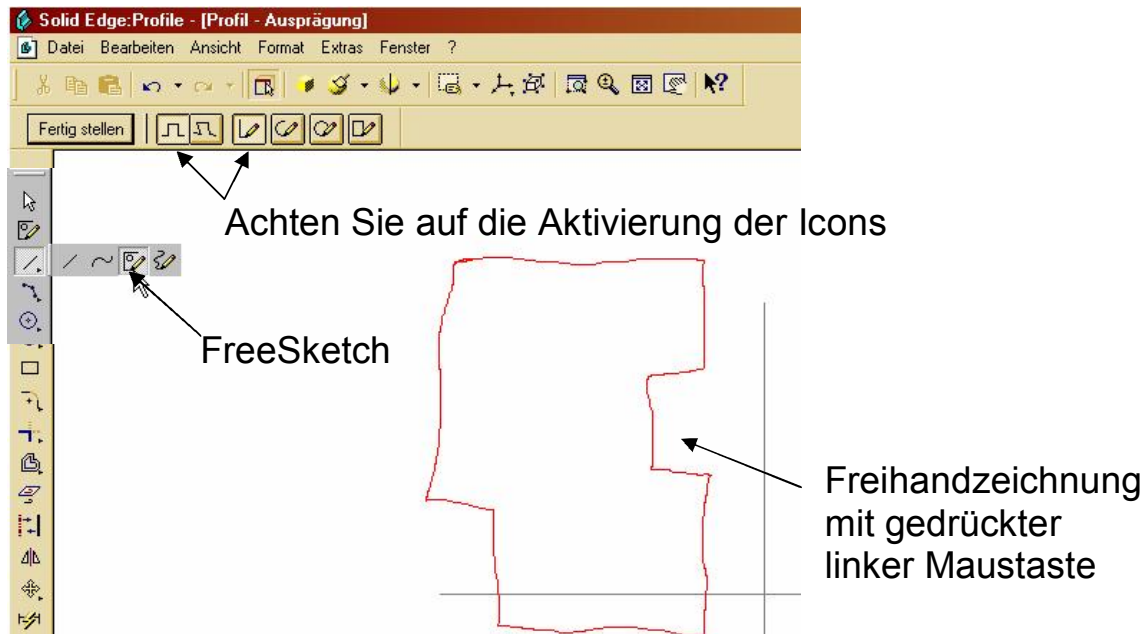 Solid Edge:Profile - [Profil - Ausprägung]
Datei Bearbeiten Ansicht Format Extras Fenster ?
Fertig stellen
Achten Sie auf die Aktivierung der Icons
FreeSketch
Freihandzeichnung
mit gedrückter
linker Maustaste